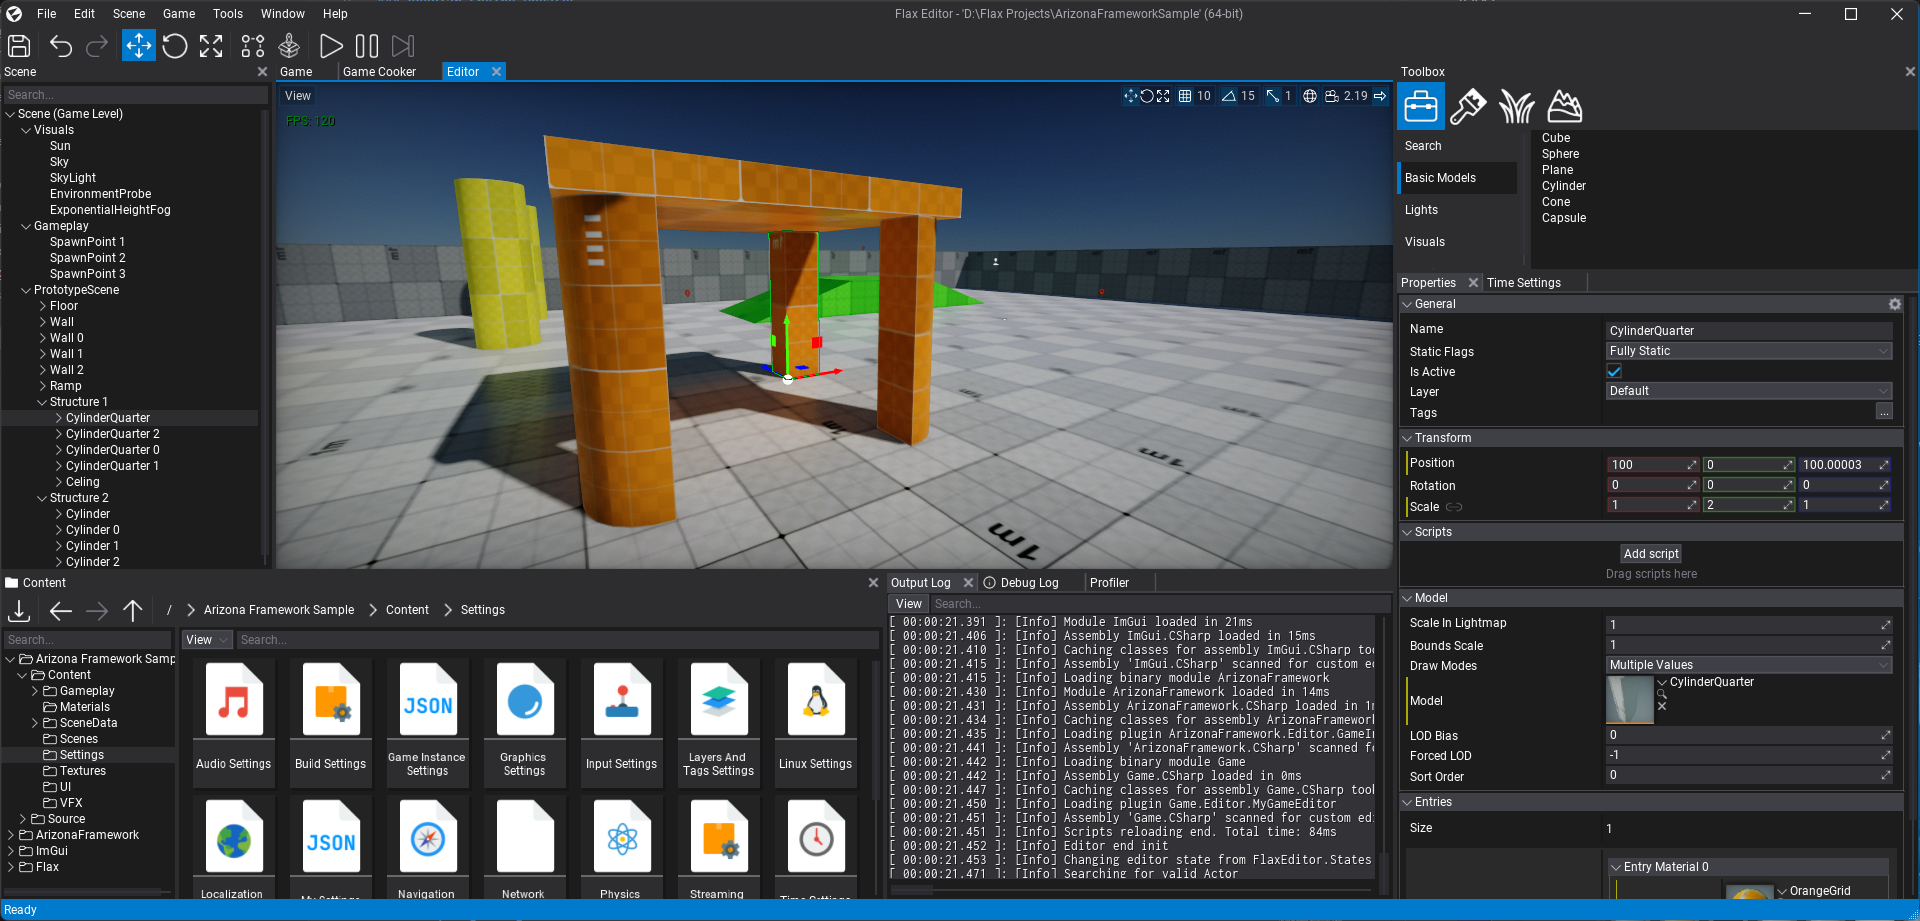 File Edit Scene Game Tools Window Help
Flax Editor - 'D:\Flax Projects\ArizonaFrameworkSample' (64-bit)
Scene
Search...
Scene (Game Level)
Visuals
Sun
Sky
SkyLight
EnvironmentProbe
ExponentialHeightFog
Gameplay
SpawnPoint 1
SpawnPoint 2
SpawnPoint 3
PrototypeScene
Floor
Wall
Wall 0
Wall 1
Wall 2
Ramp
Structure 1
CylinderQuarter
CylinderQuarter 2
CylinderQuarter 0
CylinderQuarter 1
Celing
Structure 2
Cylinder
Cylinder 0
Cylinder 1
Cylinder 2
Game Game Cooker Editor
View
10 15 1 2.19
FPS: 120
1m
Toolbox
Search
Basic Models
Lights
Visuals
Cube
Sphere
Plane
Cylinder
Cone
Capsule
Properties Time Settings
General
Name CylinderQuarter
Static Flags Fully Static
Is Active
Layer Default
Tags ...
Transform
Position 100 0 100.00003
Rotation 0 0 0
Scale 1 2 1
Scripts
Add script
Drag scripts here
Model
Scale In Lightmap 1
Bounds Scale 1
Draw Modes Multiple Values
Model CylinderQuarter
LOD Bias 0
Forced LOD -1
Sort Order 0
Entries
Size 1
Entry Material 0
OrangeGrid
Content
/ Arizona Framework Sample Content Settings
Search...
Arizona Framework Samp
Content
Gameplay
Materials
SceneData
Scenes
Settings
Textures
UI
VFX
Source
ArizonaFramework
ImGui
Flax
View Search...
JSON
Audio Settings
Build Settings
Game Instance Settings
Graphics Settings
Input Settings
Layers And Tags Settings
Linux Settings
JSON
Localization
Navigation
Network
Physics
Streaming
Output Log Debug Log Profiler
View Search...
[ 00:00:21.391 ]: [Info] Module ImGui loaded in 21ms
[ 00:00:21.406 ]: [Info] Assembly ImGui.CSharp loaded in 15ms
[ 00:00:21.410 ]: [Info] Caching classes for assembly ImGui.CSharp too
[ 00:00:21.415 ]: [Info] Assembly 'ImGui.CSharp' scanned for custom e
[ 00:00:21.415 ]: [Info] Loading binary module ArizonaFramework
[ 00:00:21.430 ]: [Info] Module ArizonaFramework loaded in 14ms
[ 00:00:21.431 ]: [Info] Assembly ArizonaFramework.CSharp loaded in 1
[ 00:00:21.434 ]: [Info] Caching classes for assembly ArizonaFramework
[ 00:00:21.435 ]: [Info] Loading plugin ArizonaFramework.Editor.GameI
[ 00:00:21.441 ]: [Info] Assembly 'ArizonaFramework.CSharp' scanned f
[ 00:00:21.442 ]: [Info] Loading binary module Game
[ 00:00:21.442 ]: [Info] Assembly Game.CSharp loaded in 0ms
[ 00:00:21.447 ]: [Info] Caching classes for assembly Game.CSharp too
[ 00:00:21.450 ]: [Info] Loading plugin Game.Editor.MyGameEditor
[ 00:00:21.451 ]: [Info] Assembly 'Game.CSharp' scanned for custom edi
[ 00:00:21.451 ]: [Info] Scripts reloading end. Total time: 84ms
[ 00:00:21.452 ]: [Info] Editor end init
[ 00:00:21.453 ]: [Info] Changing editor state from FlaxEditor.States
[ 00:00:21.471 ]: [Info] Searching for valid Actor
Ready